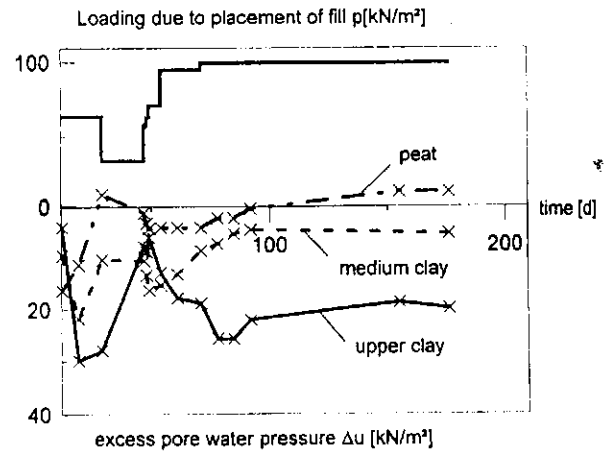 Loading due to placement of fill p[kN/m²]
100
peat
0
time [d]
100
200
medium clay
20
upper clay
40
excess pore water pressure Δu [kN/m²]